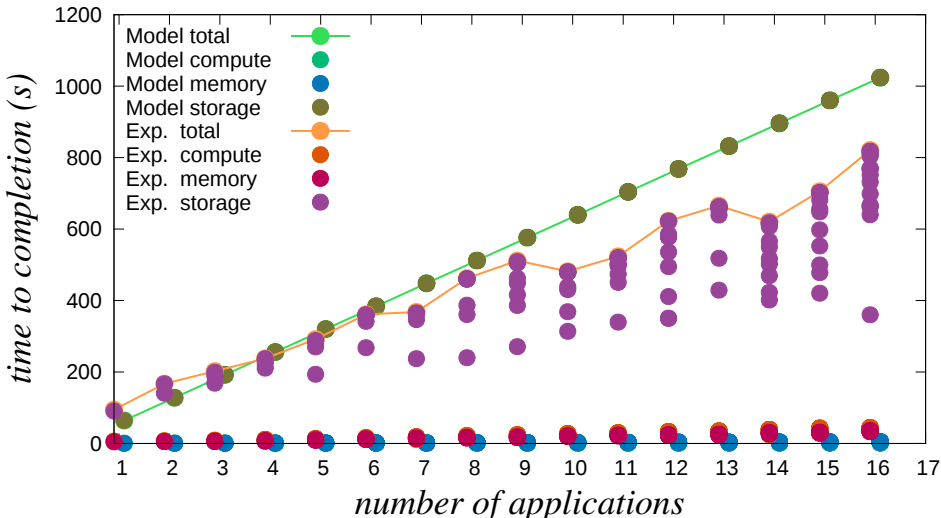 1200
1000
800
600
400
200
0
time to completion (s)
Model total
Model compute
Model memory
Model storage
Exp. total
Exp. compute
Exp. memory
Exp. storage
1 2 3 4 5 6 7 8 9 10 11 12 13 14 15 16 17
number of applications